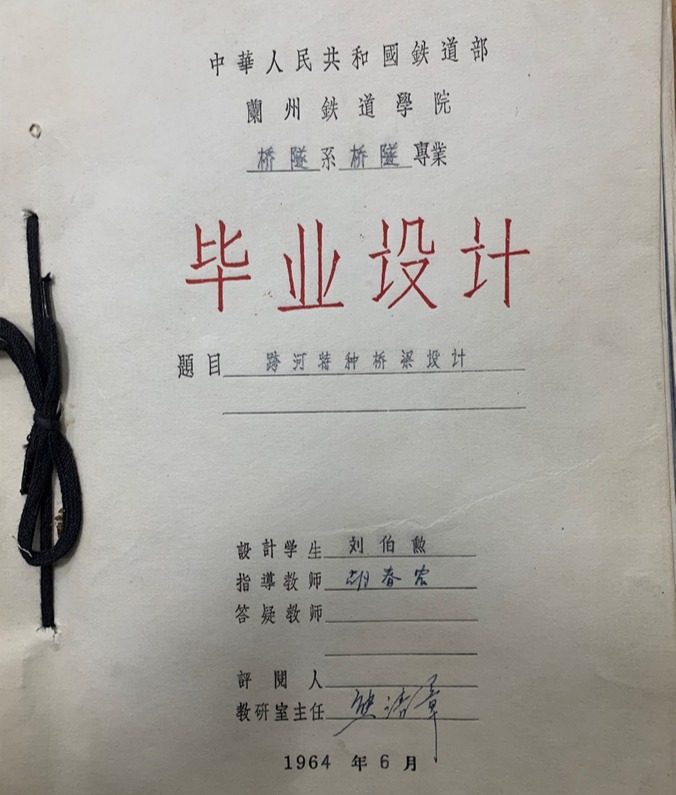 中華人民共和國鉄道部
蘭州鉄道學院
桥隧系桥隧專業
毕业设计
題目 跨河特种桥梁设计
設計学生 刘伯勲
指導教师 胡春农
答疑教师
評閱人
教研室主任
1964 年 6 月